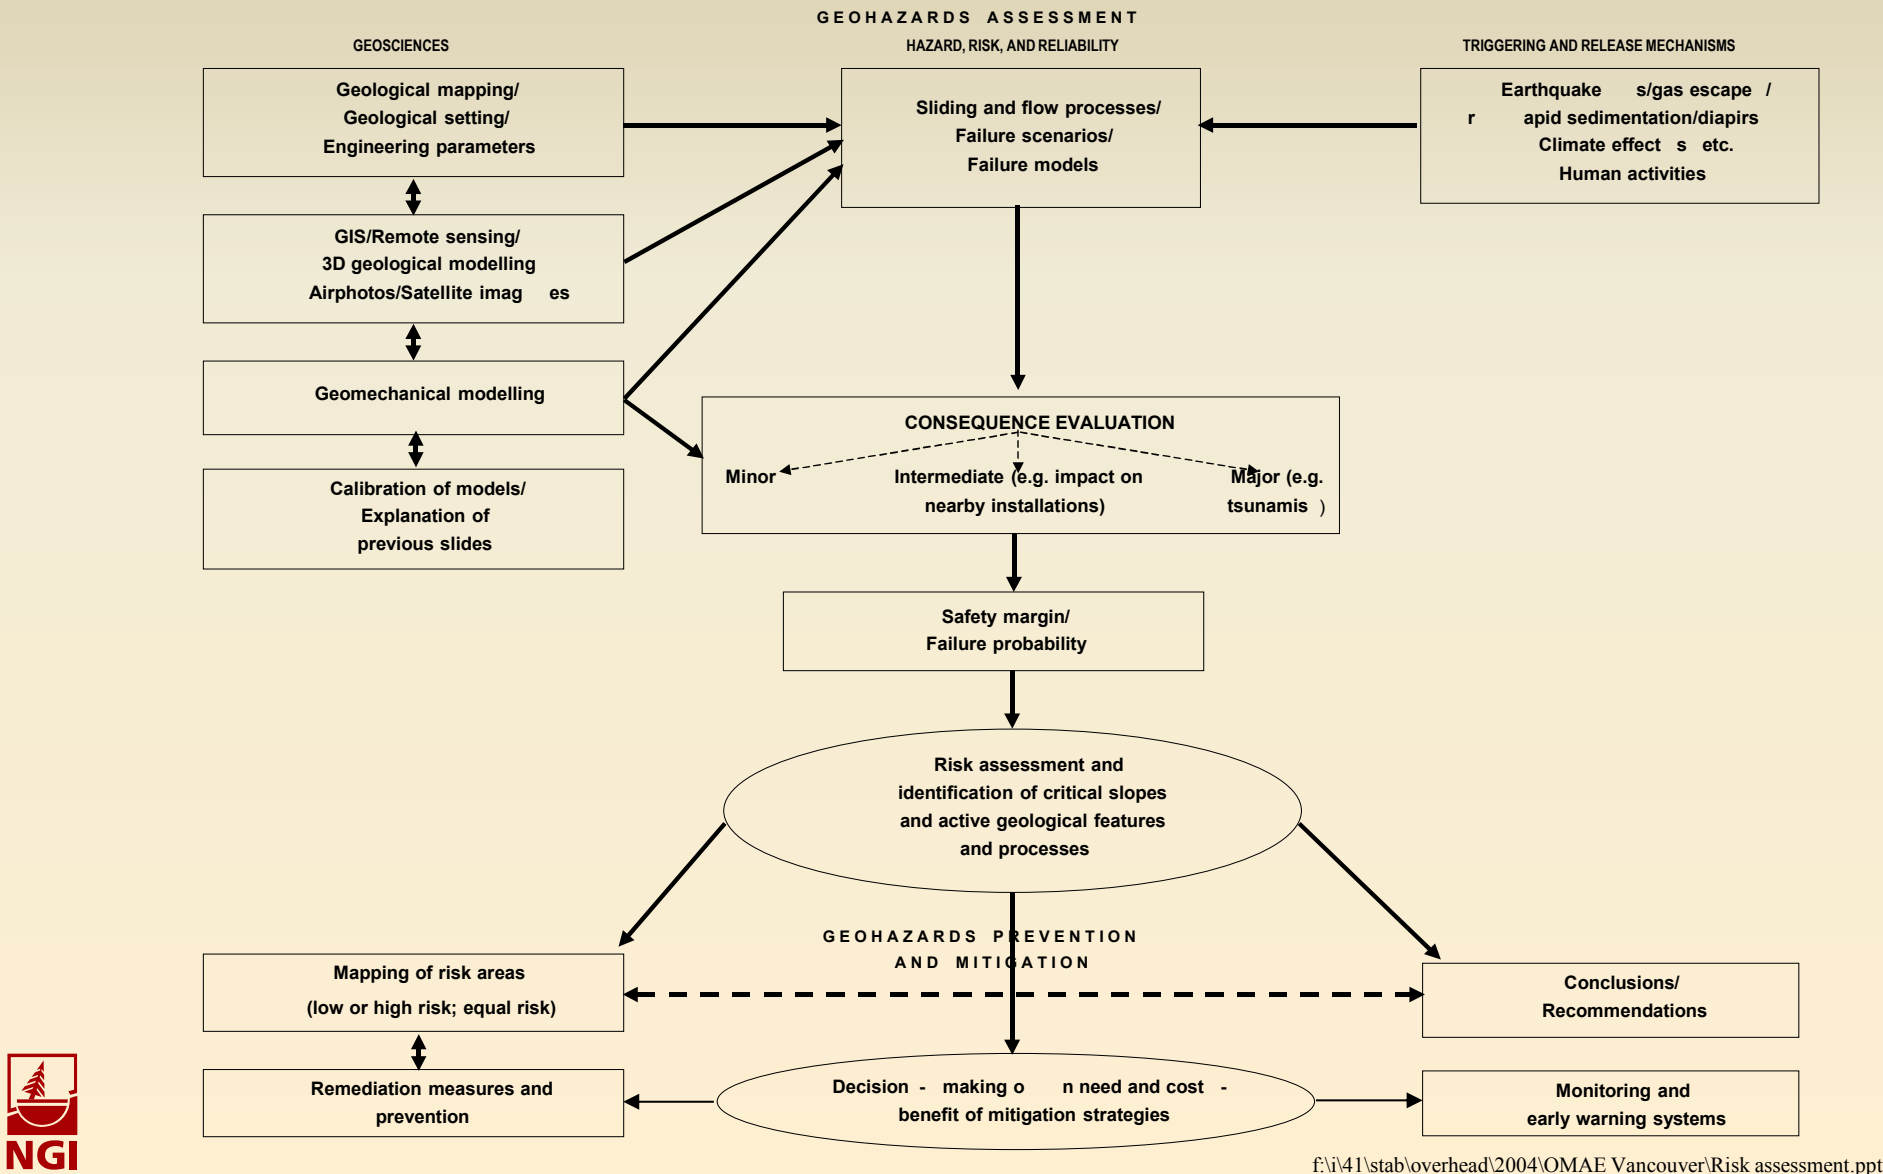 GEOHAZARDS ASSESSMENT
GEOSCIENCES
HAZARD, RISK, AND RELIABILITY
TRIGGERING AND RELEASE MECHANISMS
Geological mapping/
Geological setting/
Engineering parameters
Sliding and flow processes/
Failure scenarios/
Failure models
Earthquake s/gas escape /
r apid sedimentation/diapirs
Climate effect s etc.
Human activities
GIS/Remote sensing/
3D geological modelling
Airphotos/Satellite imag es
Geomechanical modelling
Calibration of models/
Explanation of
previous slides
CONSEQUENCE EVALUATION
Minor
Intermediate (e.g. impact on
nearby installations)
Major (e.g.
tsunamis )
Safety margin/
Failure probability
Risk assessment and
identification of critical slopes
and active geological features
and processes
GEOHAZARDS PREVENTION
AND MITIGATION
Mapping of risk areas
(low or high risk; equal risk)
Conclusions/
Recommendations
Remediation measures and
prevention
Decision - making o n need and cost -
benefit of mitigation strategies
Monitoring and
early warning systems
NGI
f:\i\41\stab\overhead\2004\OMAE Vancouver\Risk assessment.ppt